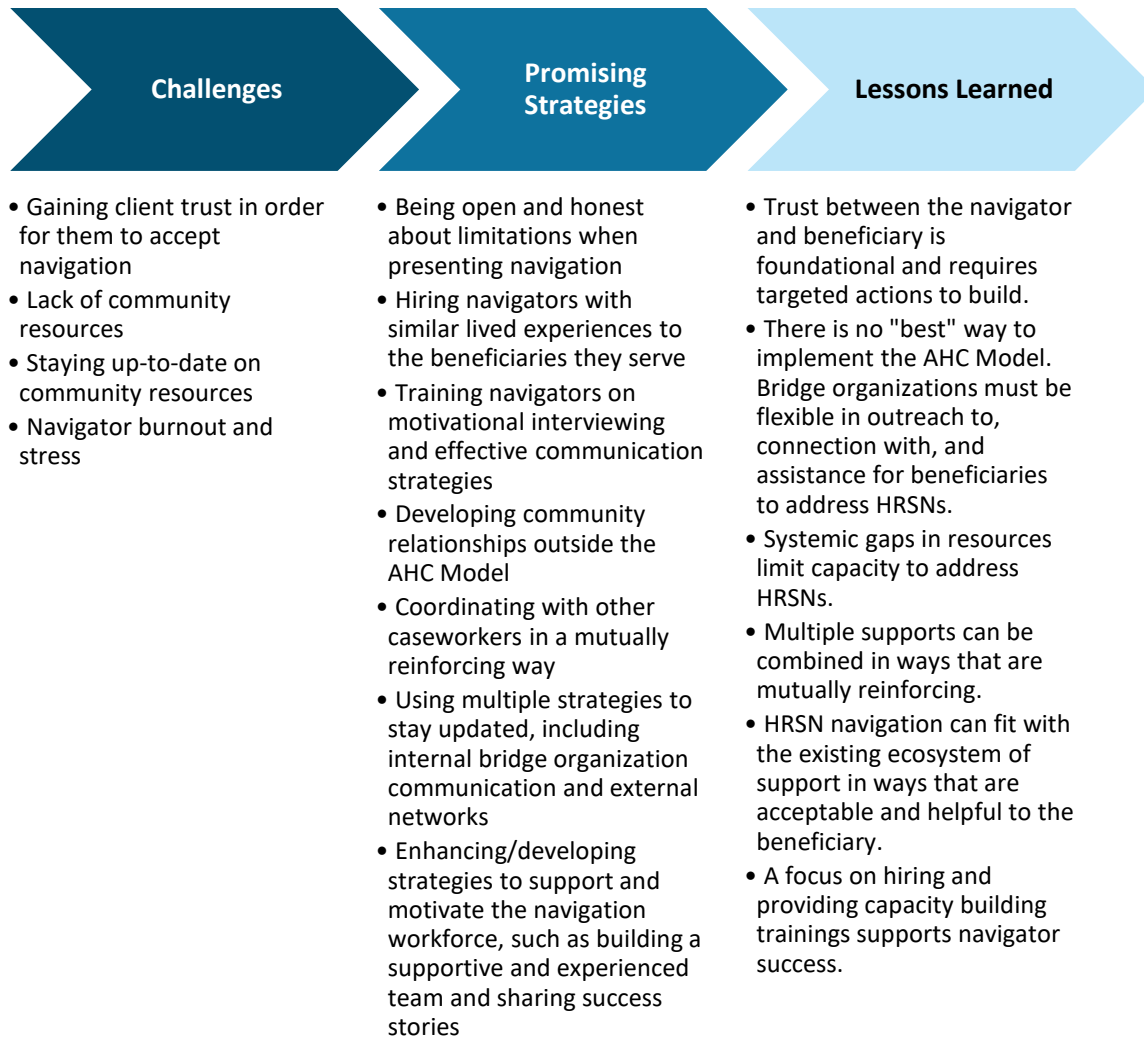 Challenges
Promising
Strategies
Lessons Learned
• Gaining client trust in order
for them to accept
navigation
• Lack of community
resources
• Staying up-to-date on
community resources
• Navigator burnout and
stress
• Being open and honest
about limitations when
presenting navigation
• Hiring navigators with
similar lived experiences to
the beneficiaries they serve
• Training navigators on
motivational interviewing
and effective communication
strategies
• Developing community
relationships outside the
AHC Model
• Coordinating with other
caseworkers in a mutually
reinforcing way
• Using multiple strategies to
stay updated, including
internal bridge organization
communication and external
networks
• Enhancing/developing
strategies to support and
motivate the navigation
workforce, such as building a
supportive and experienced
team and sharing success
stories
• Trust between the navigator
and beneficiary is
foundational and requires
targeted actions to build.
• There is no "best" way to
implement the AHC Model.
Bridge organizations must be
flexible in outreach to,
connection with, and
assistance for beneficiaries
to address HRSNs.
• Systemic gaps in resources
limit capacity to address
HRSNs.
• Multiple supports can be
combined in ways that are
mutually reinforcing.
• HRSN navigation can fit with
the existing ecosystem of
support in ways that are
acceptable and helpful to the
beneficiary.
• A focus on hiring and
providing capacity building
trainings supports navigator
success.